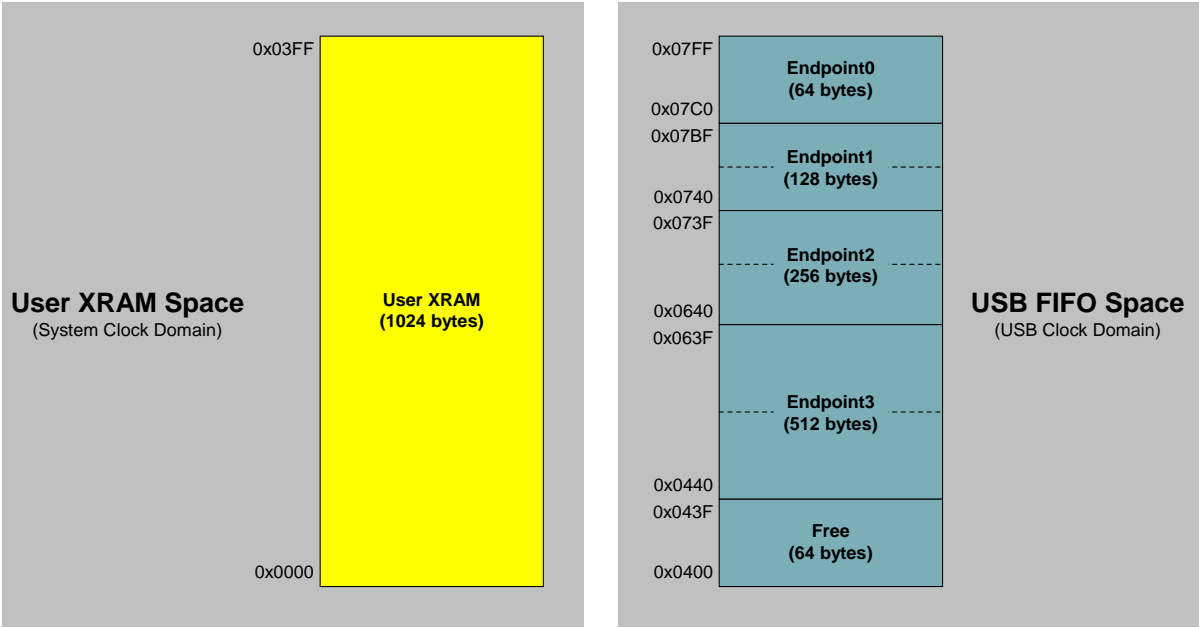 0x03FF
User XRAM Space
(System Clock Domain)
User XRAM
(1024 bytes)
0x0000
0x07FF
Endpoint0
(64 bytes)
0x07C0
0x07BF
Endpoint1
(128 bytes)
0x0740
0x073F
Endpoint2
(256 bytes)
0x0640
0x063F
USB FIFO Space
(USB Clock Domain)
Endpoint3
(512 bytes)
0x0440
0x043F
Free
(64 bytes)
0x0400